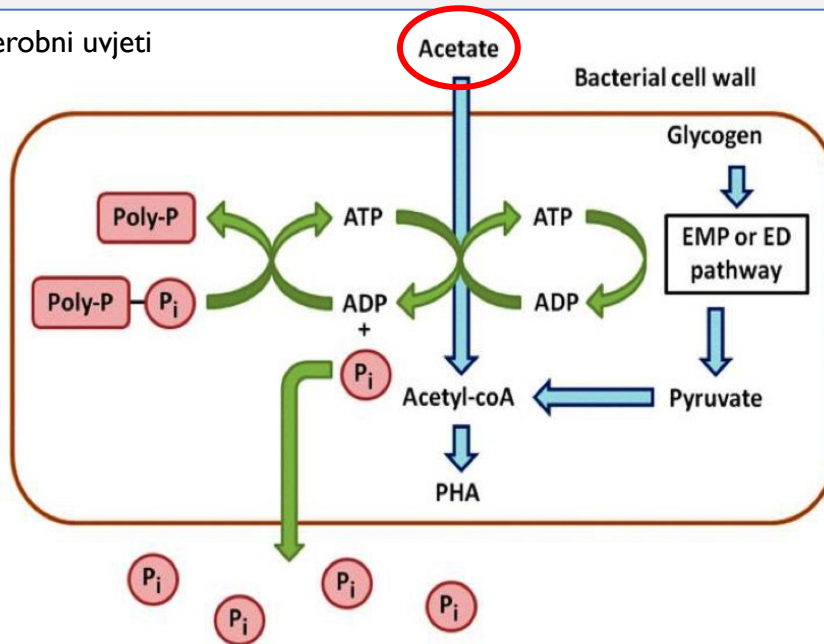 erobni uvjeti
Acetate
Bacterial cell wall
Glycogen
Poly-P
ATP
ATP
EMP or ED
pathway
Poly-P
Pi
ADP
ADP
+
Pi
Acetyl-coA
Pyruvate
PHA
Pi
Pi
Pi
Pi